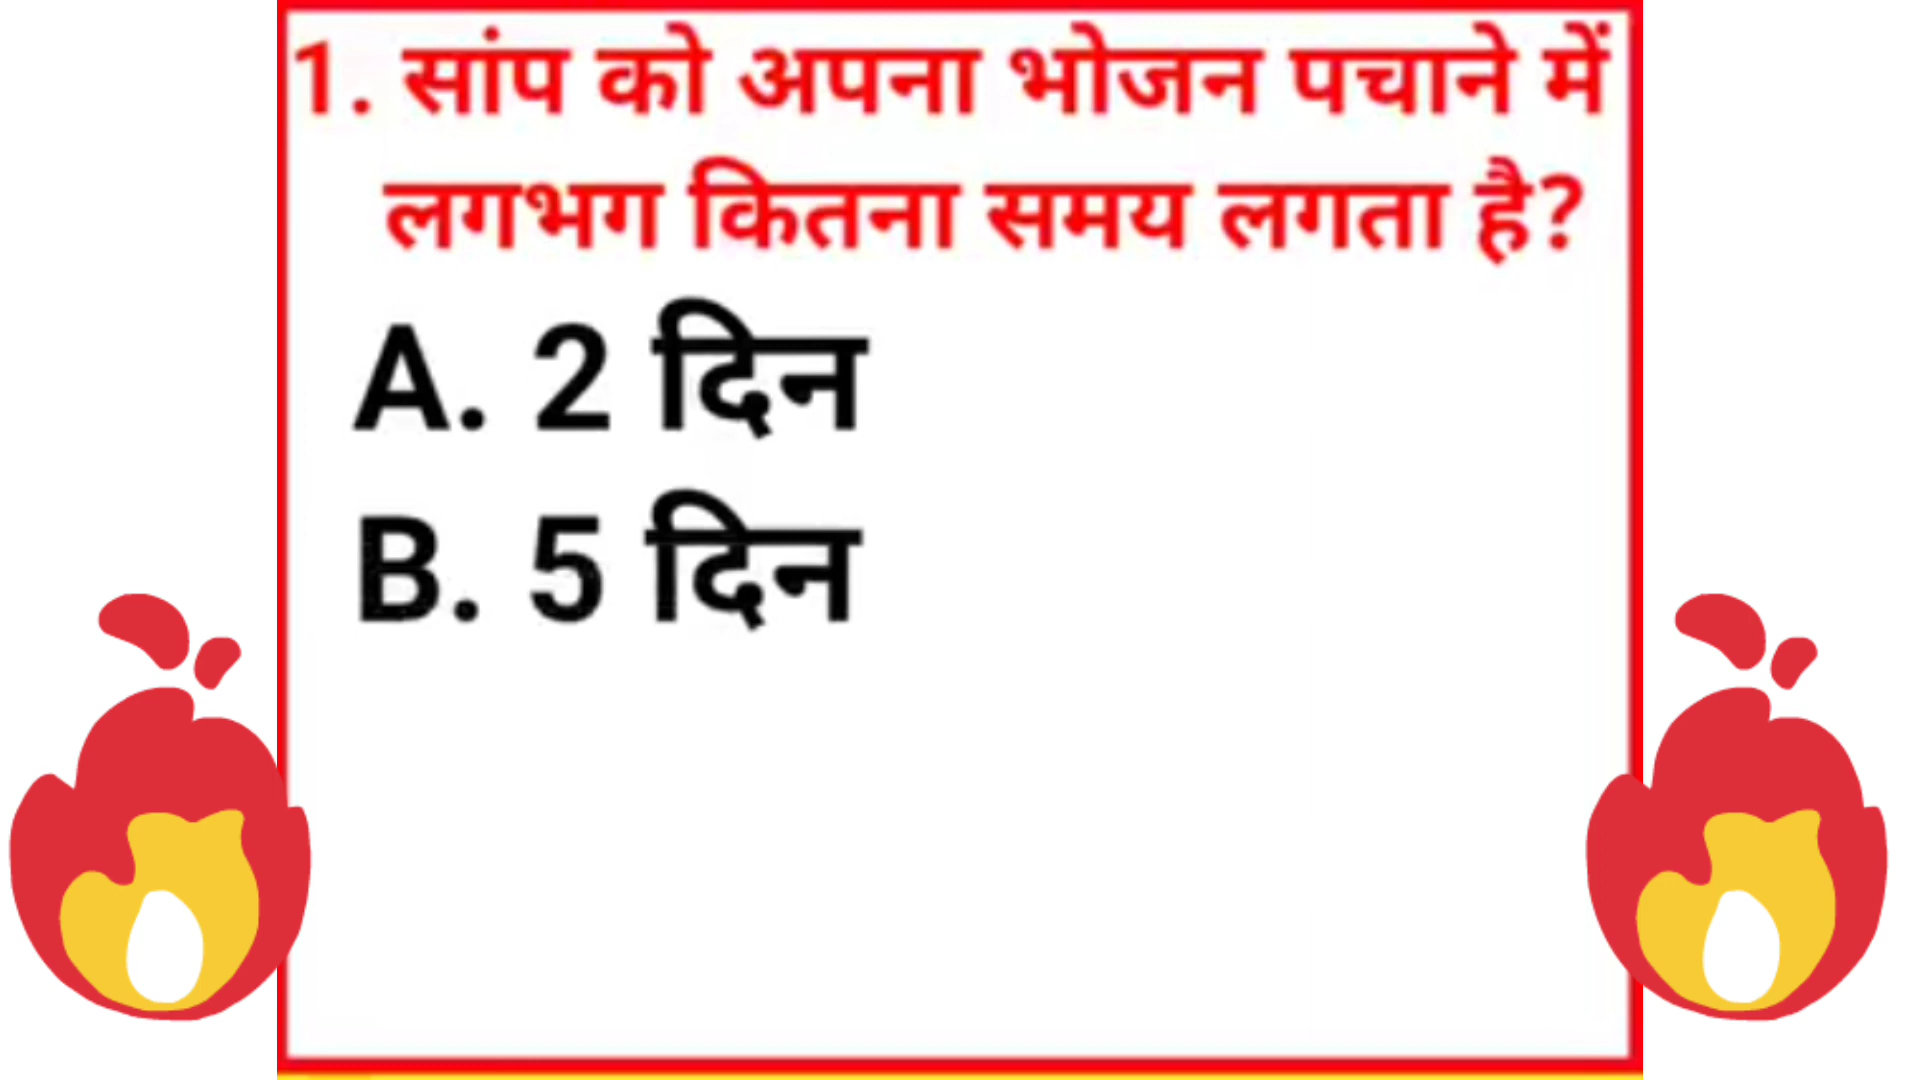 1. सांप को अपना भोजन पचाने में
लगभग कितना समय लगता है?
A. 2 दिन
B. 5 दिन